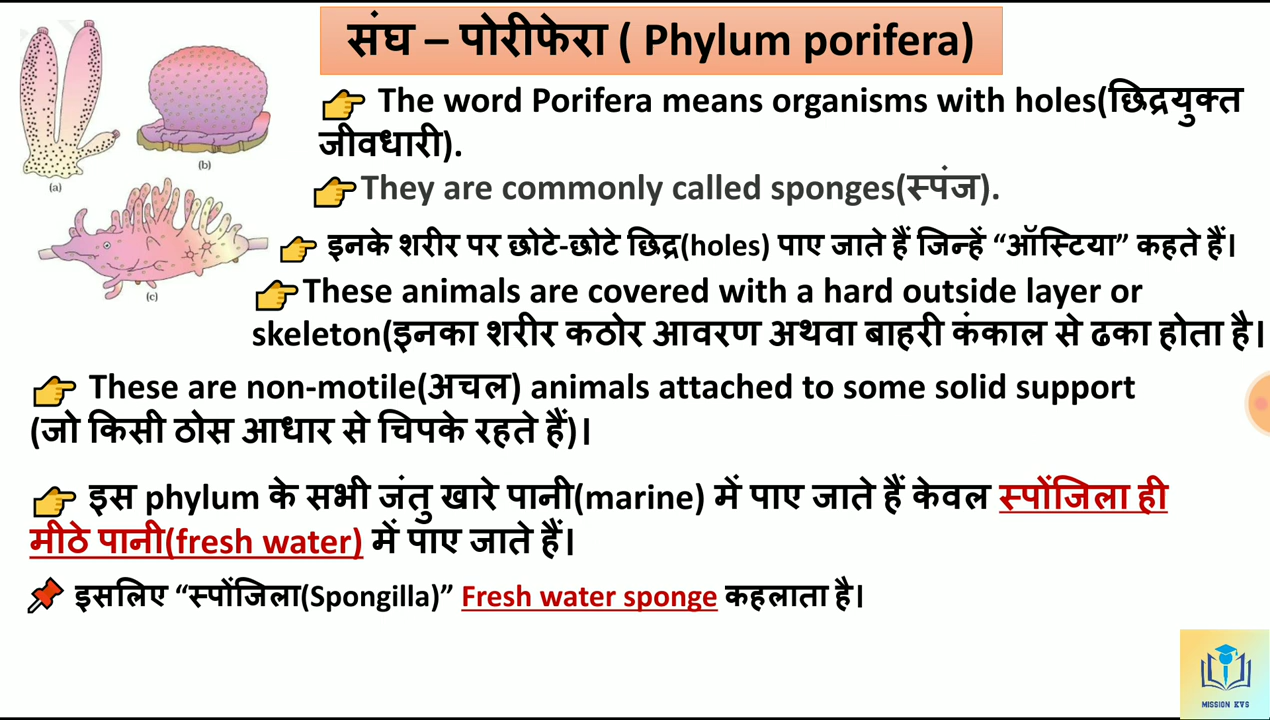 संघ – पोरीफेरा ( Phylum porifera)
👉 The word Porifera means organisms with holes(छिद्रयुक्त
जीवधारी).
👉They are commonly called sponges(स्पंज).
👉 इनके शरीर पर छोटे-छोटे छिद्र(holes) पाए जाते हैं जिन्हें “ऑस्टिया” कहते हैं।
👉These animals are covered with a hard outside layer or
skeleton(इनका शरीर कठोर आवरण अथवा बाहरी कंकाल से ढका होता है।
👉 These are non-motile(अचल) animals attached to some solid support
(जो किसी ठोस आधार से चिपके रहते हैं)।
👉 इस phylum के सभी जंतु खारे पानी(marine) में पाए जाते हैं केवल स्पोंजिला ही
मीठे पानी(fresh water) में पाए जाते हैं।
📌 इसलिए “स्पोंजिला(Spongilla)” Fresh water sponge कहलाता है।
(a)
(b)
(c)
MISSION KVS